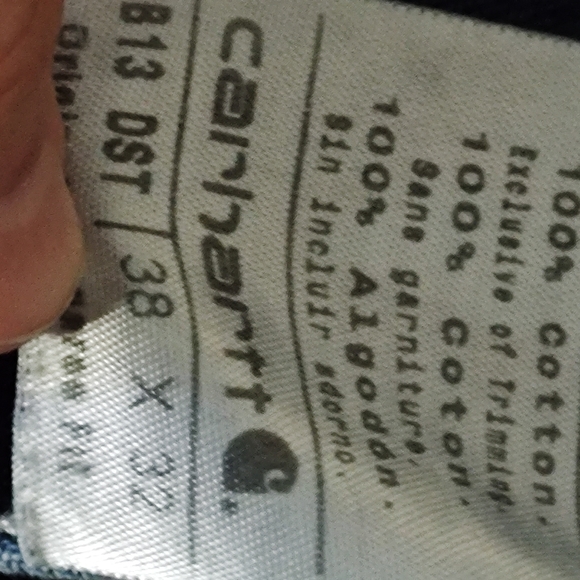 100% Cotton.
Exclusive of Trimming.
100% Coton.
Sans garniture.
100% Algodón.
Sin incluir adorno.
carhartt
B13 DST 38 X 32
Fit